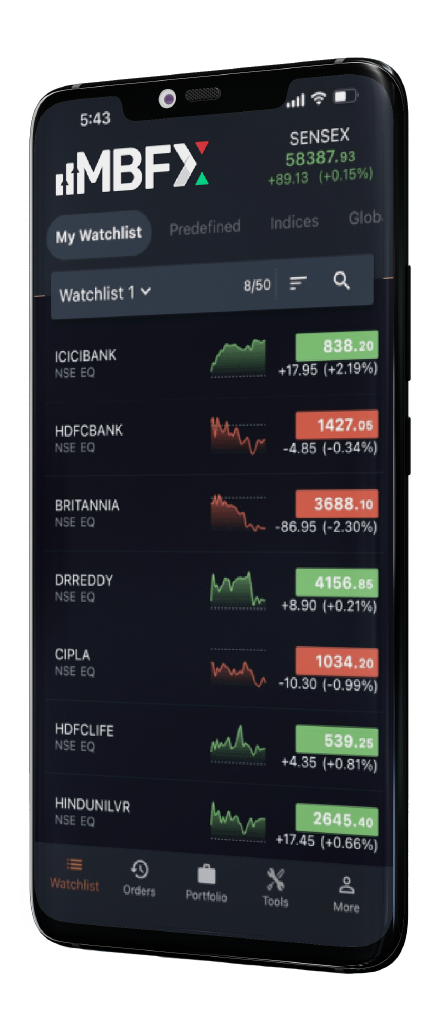 5:43
MBFX
SENSEX
58387.93
+89.13 (+0.15%)
My Watchlist Predefined Indices Glob
Watchlist 1 8/50
ICICIBANK 838.20
NSE EQ +17.95 (+2.19%)
HDFCBANK 1427.05
NSE EQ -4.85 (-0.34%)
BRITANNIA 3688.10
NSE EQ -86.95 (-2.30%)
DRREDDY 4156.85
NSE EQ +8.90 (+0.21%)
CIPLA 1034.20
NSE EQ -10.30 (-0.99%)
HDFCLIFE 539.25
NSE EQ +4.35 (+0.81%)
HINDUNILVR 2645.40
NSE EQ +17.45 (+0.66%)
Watchlist Orders Portfolio Tools More